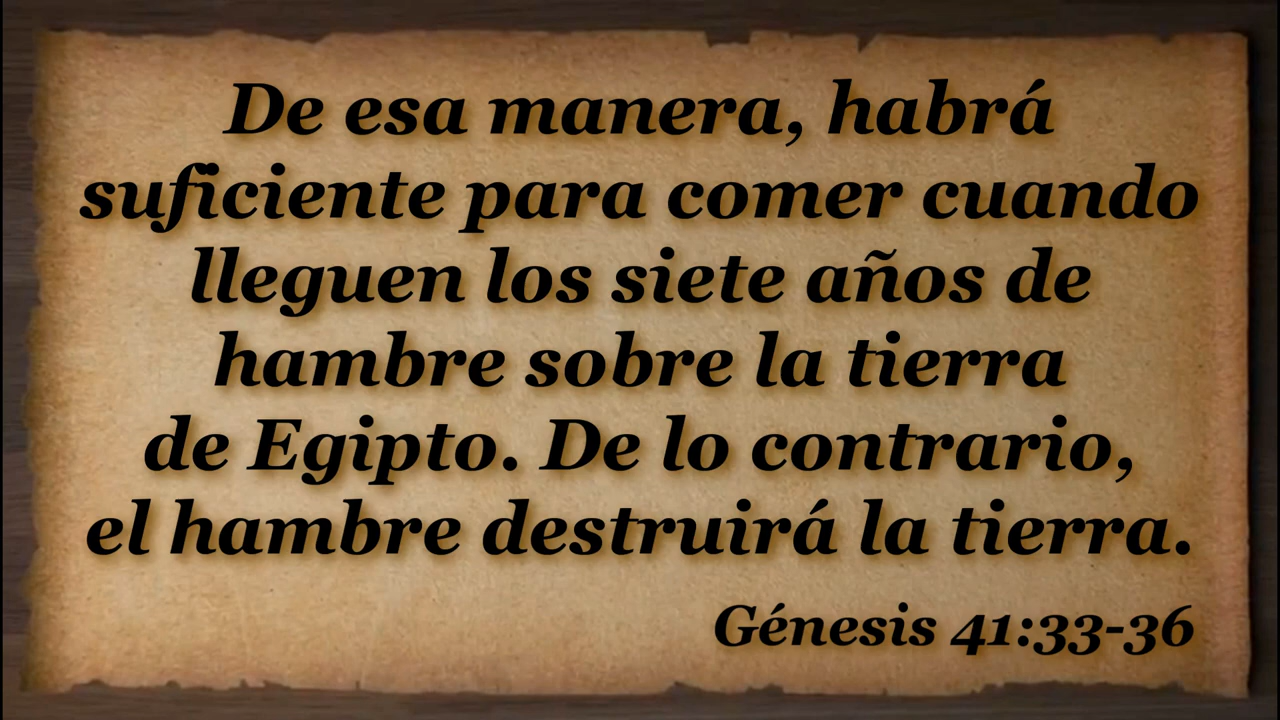 De esa manera, habrá
suficiente para comer cuando
lleguen los siete años de
hambre sobre la tierra
de Egipto. De lo contrario,
el hambre destruirá la tierra.
Génesis 41:33-36